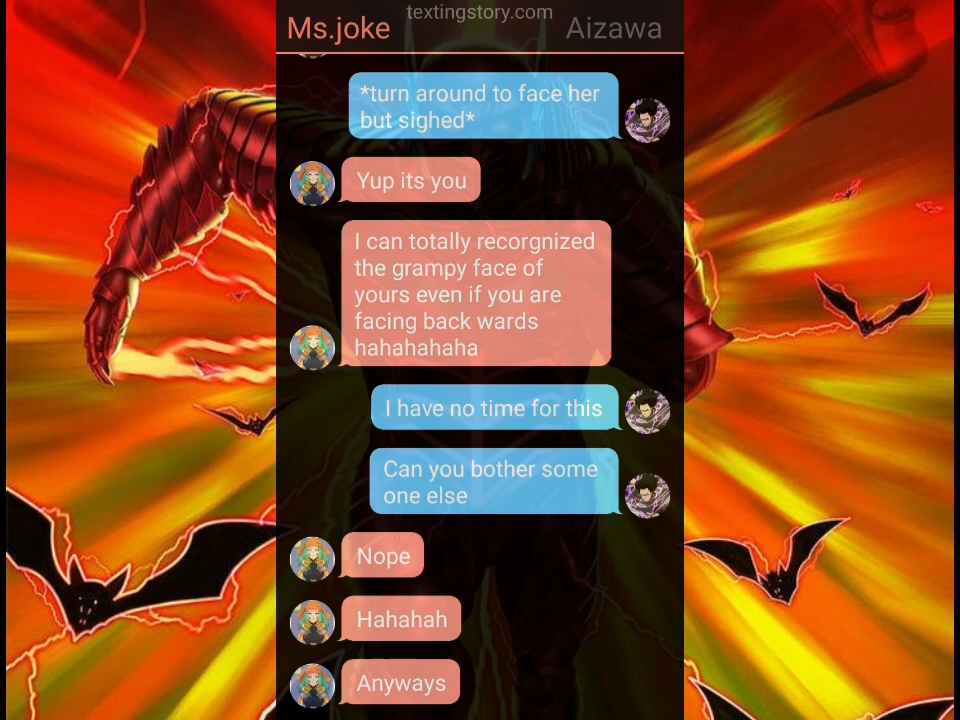 textingstory.com
Ms.joke Aizawa
*turn around to face her
but sighed*
Yup its you
I can totally recorgnized
the grampy face of
yours even if you are
facing back wards
hahahahaha
I have no time for this
Can you bother some
one else
Nope
Hahahah
Anyways